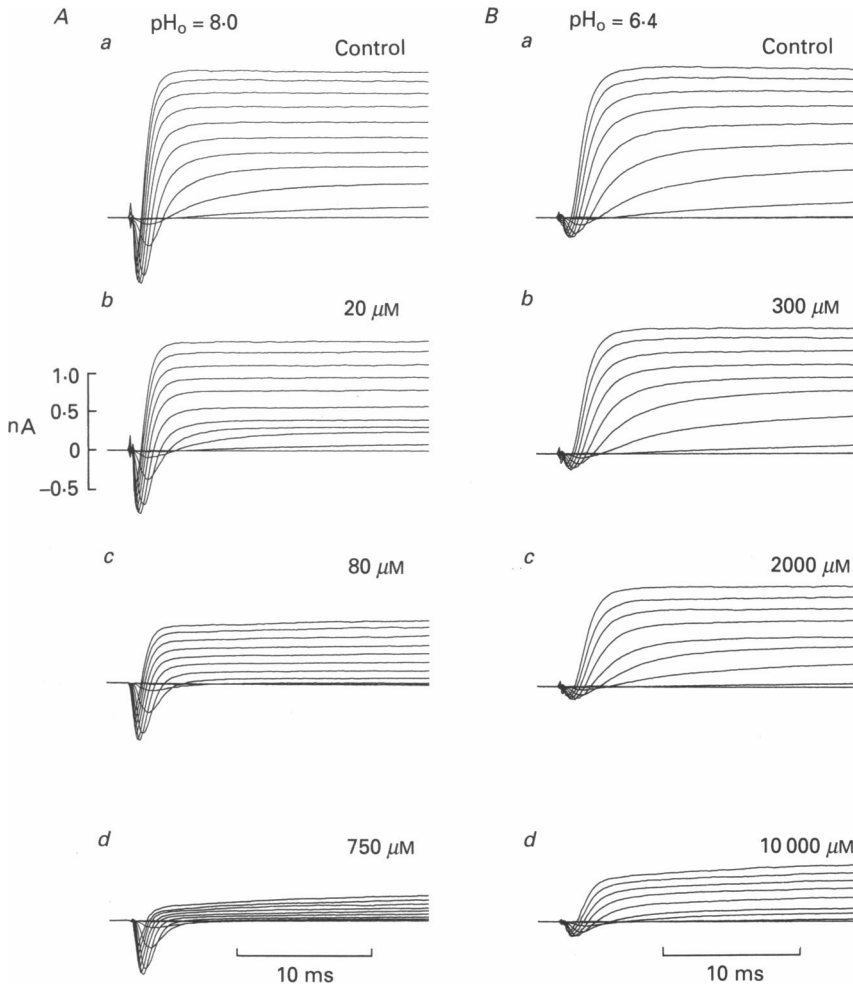 A pHo = 8·0
a Control
b 20 μM
1·0
0·5
nA
0
−0·5
c 80 μM
d 750 μM
10 ms
B pHo = 6·4
a Control
b 300 μM
c 2000 μM
d 10 000 μM
10 ms